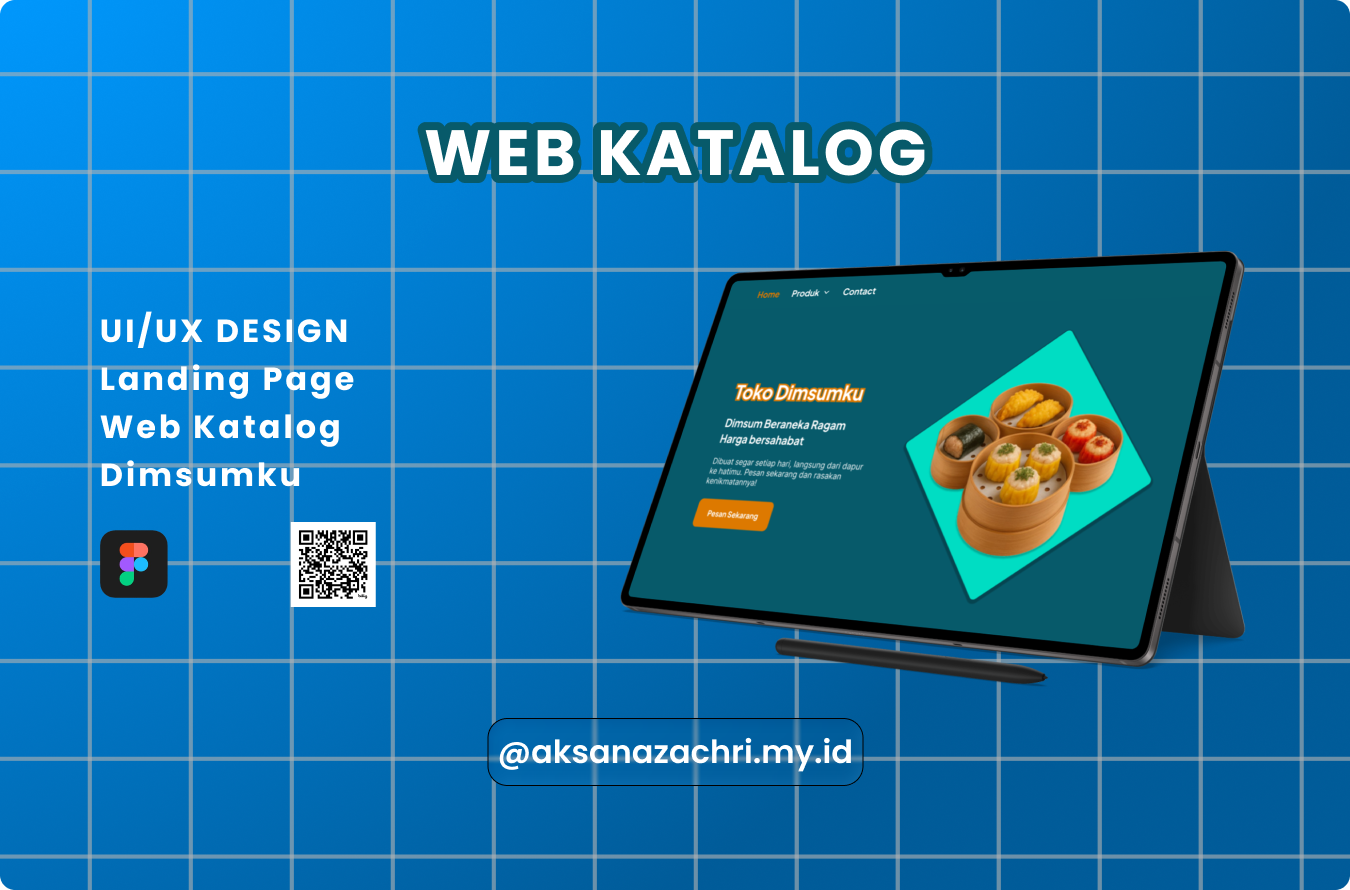 WEB KATALOG
UI/UX DESIGN
Landing Page
Web Katalog
Dimsumku
Home Produk Contact
Toko Dimsumku
Dimsum Beraneka Ragam
Harga bersahabat
Dibuat segar setiap hari, langsung dari dapur
ke hatimu. Pesan sekarang dan rasakan
kenikmatannya!
Pesan Sekarang
@aksanazachri.my.id